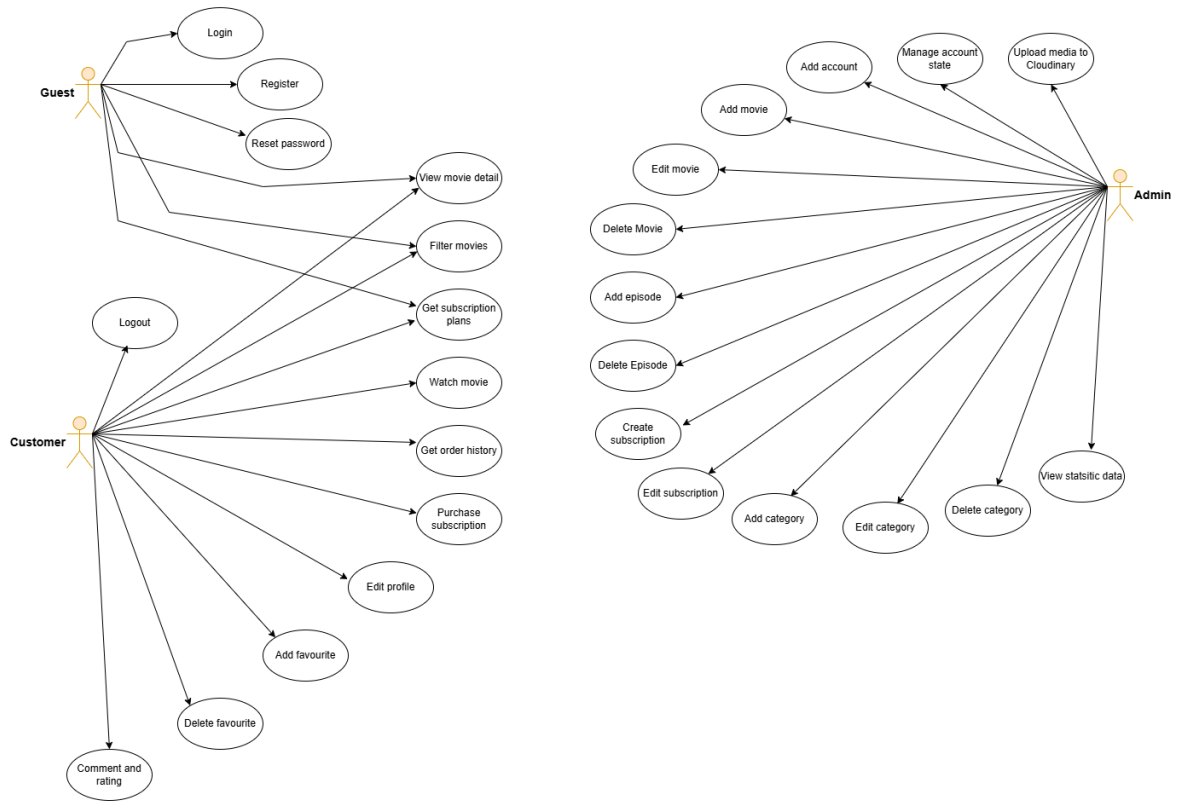 Login
Guest
Register
Reset password
View movie detail
Filter movies
Get subscription
plans
Logout
Watch movie
Customer
Get order history
Purchase
subscription
Edit profile
Add favourite
Delete favourite
Comment and
rating
Manage account
state
Upload media to
Cloudinary
Add account
Add movie
Edit movie
Admin
Delete Movie
Add episode
Delete Episode
Create
subscription
Edit subscription
Add category
Edit category
Delete category
View statsitic data